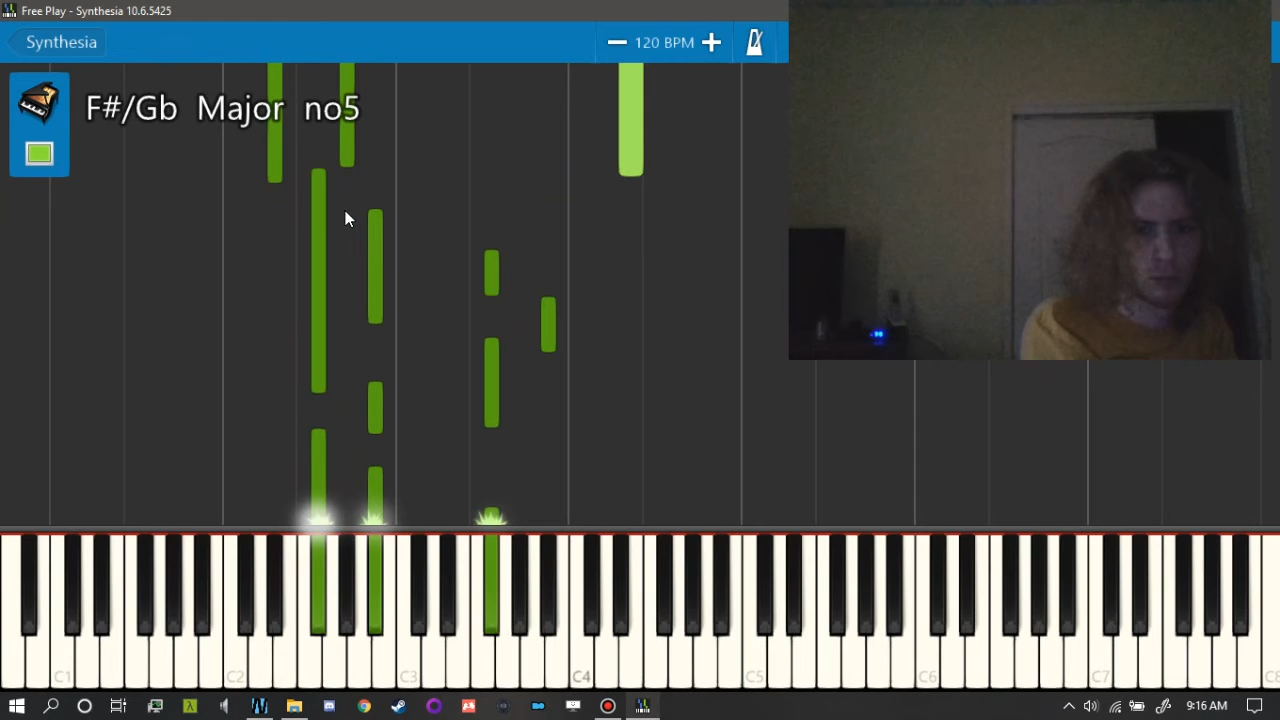 Free Play - Synthesia 10.6.5425
Synthesia
120 BPM
F#/Gb Major no5
C1 C2 C3 C4 C5 C6 C7 C8
9:16 AM